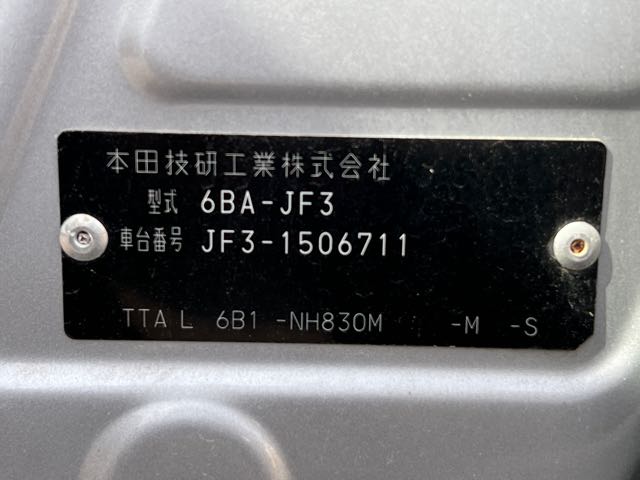 本田技研工業株式会社
型式 6BA-JF3
車台番号 JF3-1506711
TTA L 6B1 -NH830M -M -S